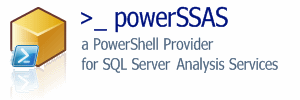 >_ powerSSAS
a PowerShell Provider
for SQL Server Analysis Services